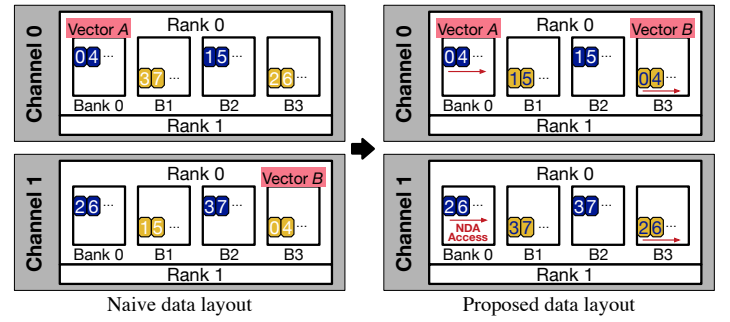 Channel 0
Rank 0
Vector A
04...
37...
15...
26...
Bank 0 B1 B2 B3
Rank 1
Channel 1
Rank 0
Vector B
26...
15...
37...
04...
Bank 0 B1 B2 B3
Rank 1
Naive data layout
Channel 0
Rank 0
Vector A
Vector B
04...
15...
15...
04...
Bank 0 B1 B2 B3
Rank 1
Channel 1
Rank 0
26...
37...
37...
26...
NDA
Access
Bank 0 B1 B2 B3
Rank 1
Proposed data layout